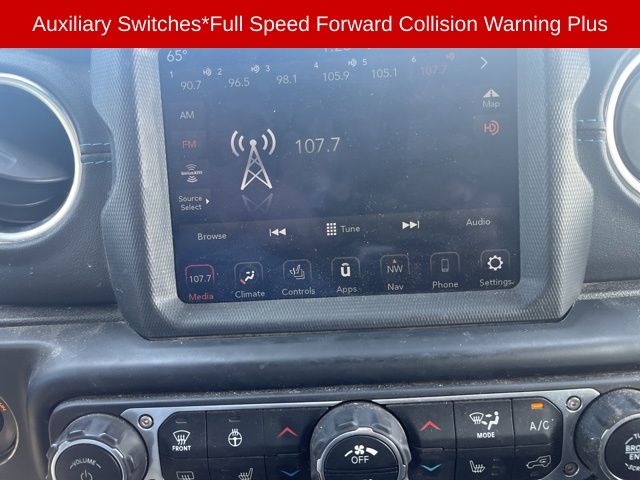 Auxiliary Switches*Full Speed Forward Collision Warning Plus
65°
1 2 3 4 5 6
90.7 96.5 98.1 105.9 105.1 107.7
Map
AM
FM
107.7
SiriusXM
Source
Select
Browse Tune Audio
107.7 NW
Media Climate Controls Apps Nav Phone Settings
FRONT MODE A/C
VOLUME OFF